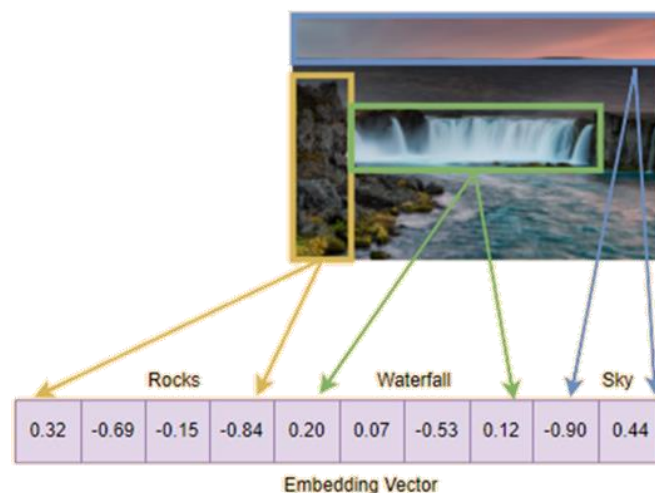 Rocks Waterfall Sky
0.32 -0.69 -0.15 -0.84 0.20 0.07 -0.53 0.12 -0.90 0.44
Embedding Vector